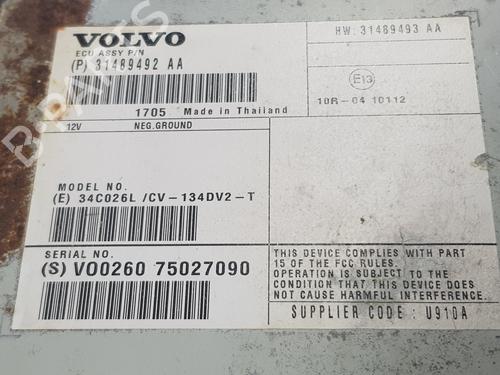 VOLVO
ECU ASSY P/N
(P) 31489492 AA
HW: 31489493 AA
E13
10R-04 10112
1705 Made in Thailand
12V NEG.GROUND
MODEL NO.
(E) 34C026L /CV-134DV2-T
SERIAL NO.
(S) VO0260 75027090
THIS DEVICE COMPLIES WITH PART
15 OF THE FCC RULES.
OPERATION IS SUBJECT TO THE
CONDITION THAT THIS DEVICE DOES
NOT CAUSE HARMFUL INTERFERENCE.
SUPPLIER CODE : U910A